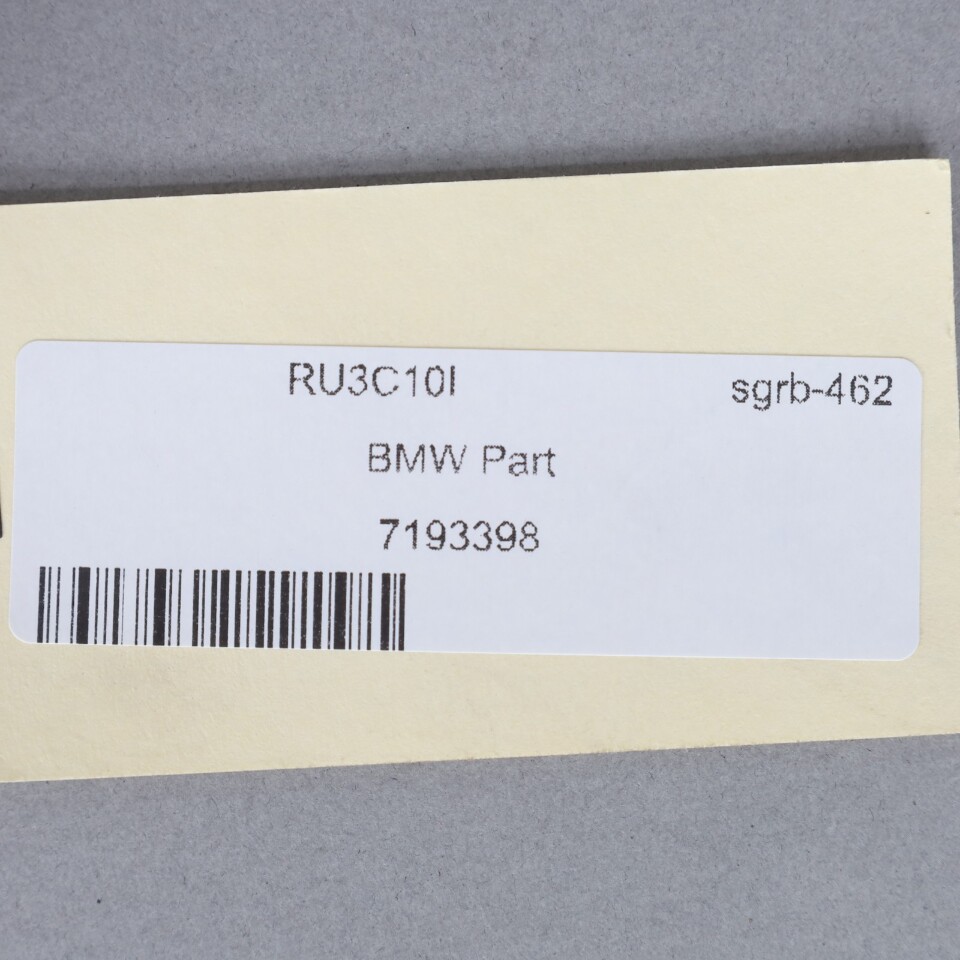 RU3C10I sgrb-462
BMW Part
7193398